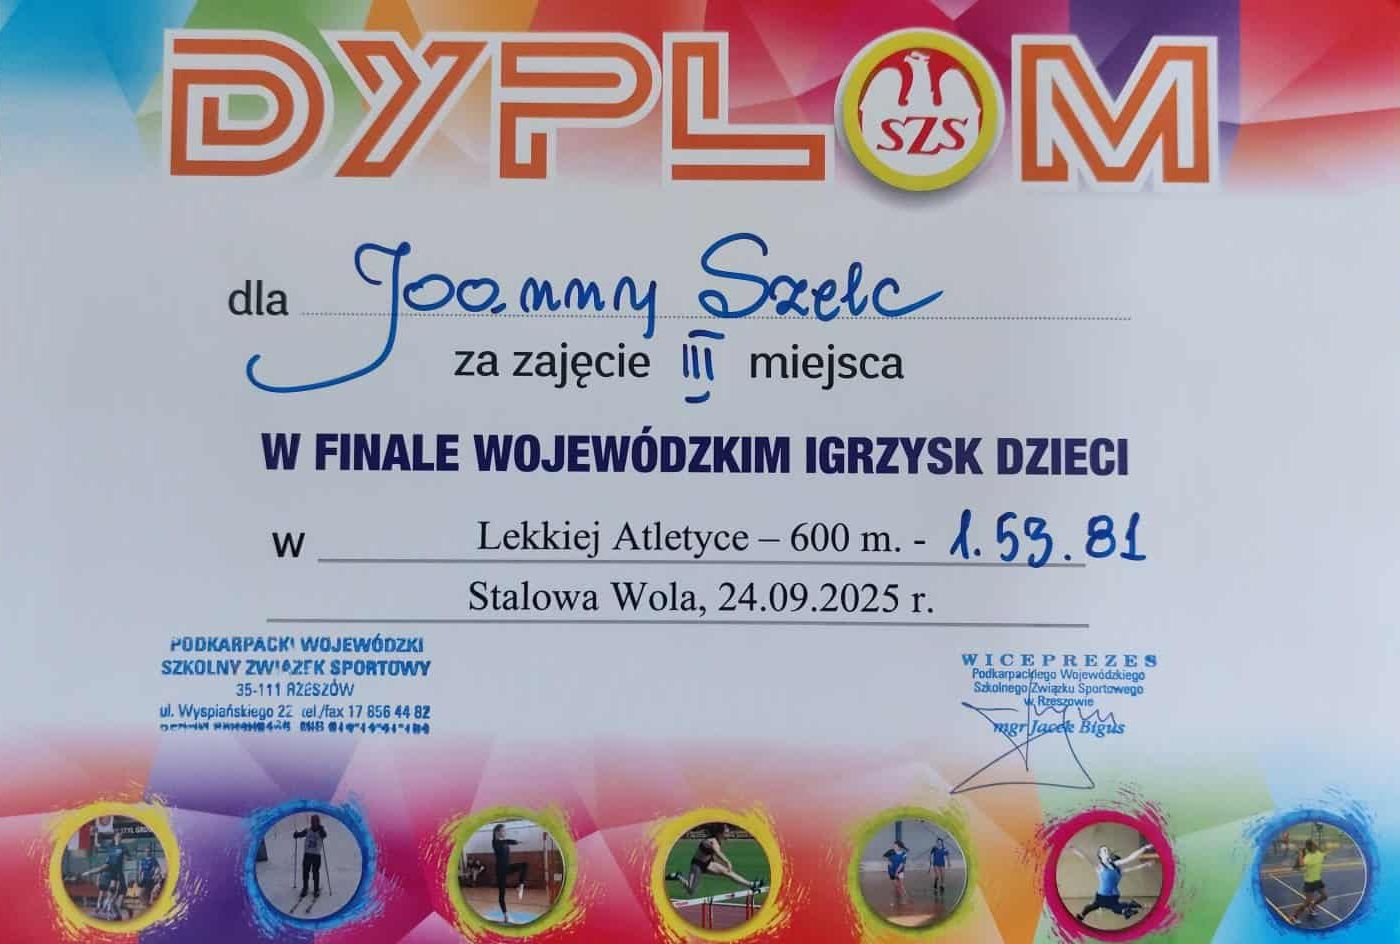 DYPLOM
SZS
dla Joanny Szelc
za zajęcie III miejsca
W FINALE WOJEWÓDZKIM IGRZYSK DZIECI
w Lekkiej Atletyce – 600 m. - 1.53.81
Stalowa Wola, 24.09.2025 r.
PODKARPACKI WOJEWÓDZKI
SZKOLNY ZWIĄZEK SPORTOWY
35-111 RZESZÓW
ul. Wyspiańskiego 22 tel./fax 17 856 44 82
WICEPREZES
Podkarpackiego Wojewódzkiego
Szkolnego Związku Sportowego
w Rzeszowie
mgr Jacek Bigus